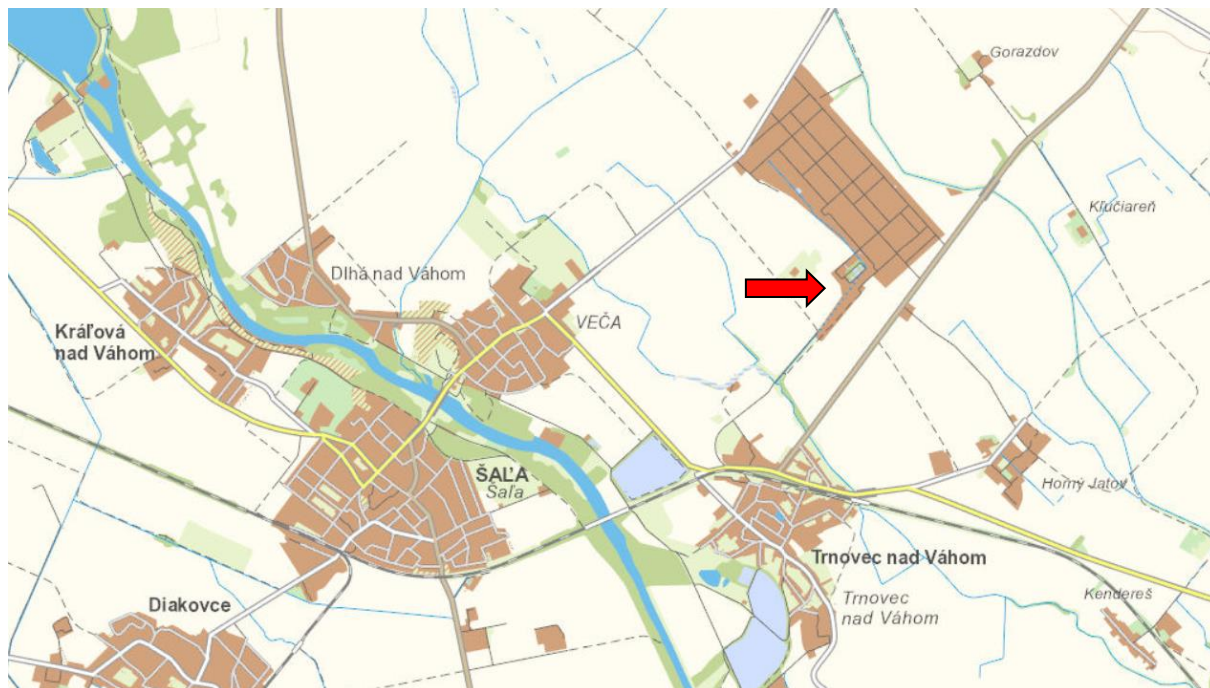 Gorazdov
Kľučiareň
Dlhá nad Váhom
VEČA
Kráľová
nad Váhom
ŠAĽA
Šaľa
Horný Jatov
Trnovec nad Váhom
Diakovce
Trnovec
nad Váhom
Kendereš